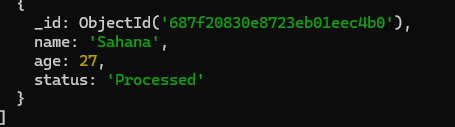 {
_id: ObjectId('687f20830e8723eb01eec4b0'),
name: 'Sahana',
age: 27,
status: 'Processed'
}
]